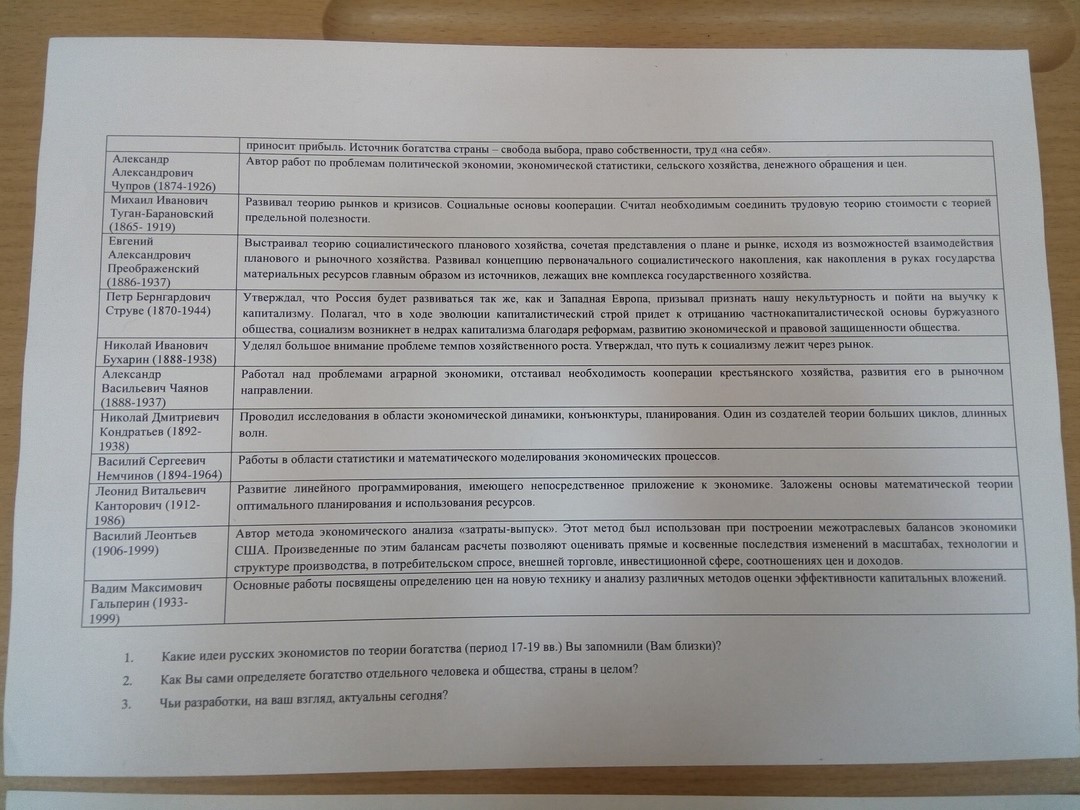 приносит прибыль. Источник богатства страны – свобода выбора, право собственности, труд «на себя».
Александр
Александрович
Чупров (1874-1926)
Автор работ по проблемам политической экономии, экономической статистики, сельского хозяйства, денежного обращения и цен.
Михаил Иванович
Туган-Барановский
(1865- 1919)
Развивал теорию рынков и кризисов. Социальные основы кооперации. Считал необходимым соединить трудовую теорию стоимости с теорией
предельной полезности.
Евгений
Александрович
Преображенский
(1886-1937)
Выстраивал теорию социалистического планового хозяйства, сочетая представления о плане и рынке, исходя из возможностей взаимодействия
планового и рыночного хозяйства. Развивал концепцию первоначального социалистического накопления, как накопления в руках государства
материальных ресурсов главным образом из источников, лежащих вне комплекса государственного хозяйства.
Петр Бернгардович
Струве (1870-1944)
Утверждал, что Россия будет развиваться так же, как и Западная Европа, призывал признать нашу некультурность и пойти на выучку к
капитализму. Полагал, что в ходе эволюции капиталистический строй придет к отрицанию частнокапиталистической основы буржуазного
общества, социализм возникнет в недрах капитализма благодаря реформам, развитию экономической и правовой защищенности общества.
Николай Иванович
Бухарин (1888-1938)
Уделял большое внимание проблеме темпов хозяйственного роста. Утверждал, что путь к социализму лежит через рынок.
Александр
Васильевич Чаянов
(1888-1937)
Работал над проблемами аграрной экономики, отстаивал необходимость кооперации крестьянского хозяйства, развития его в рыночном
направлении.
Николай Дмитриевич
Кондратьев (1892-
1938)
Проводил исследования в области экономической динамики, конъюнктуры, планирования. Один из создателей теории больших циклов, длинных
волн.
Василий Сергеевич
Немчинов (1894-1964)
Работы в области статистики и математического моделирования экономических процессов.
Леонид Витальевич
Канторович (1912-
1986)
Развитие линейного программирования, имеющего непосредственное приложение к экономике. Заложены основы математической теории
оптимального планирования и использования ресурсов.
Василий Леонтьев
(1906-1999)
Автор метода экономического анализа «затраты-выпуск». Этот метод был использован при построении межотраслевых балансов экономики
США. Произведенные по этим балансам расчеты позволяют оценивать прямые и косвенные последствия изменений в масштабах, технологии и
структуре производства, в потребительском спросе, внешней торговле, инвестиционной сфере, соотношениях цен и доходов.
Вадим Максимович
Гальперин (1933-
1999)
Основные работы посвящены определению цен на новую технику и анализу различных методов оценки эффективности капитальных вложений.
1. Какие идеи русских экономистов по теории богатства (период 17-19 вв.) Вы запомнили (Вам близки)?
2. Как Вы сами определяете богатство отдельного человека и общества, страны в целом?
3. Чьи разработки, на ваш взгляд, актуальны сегодня?